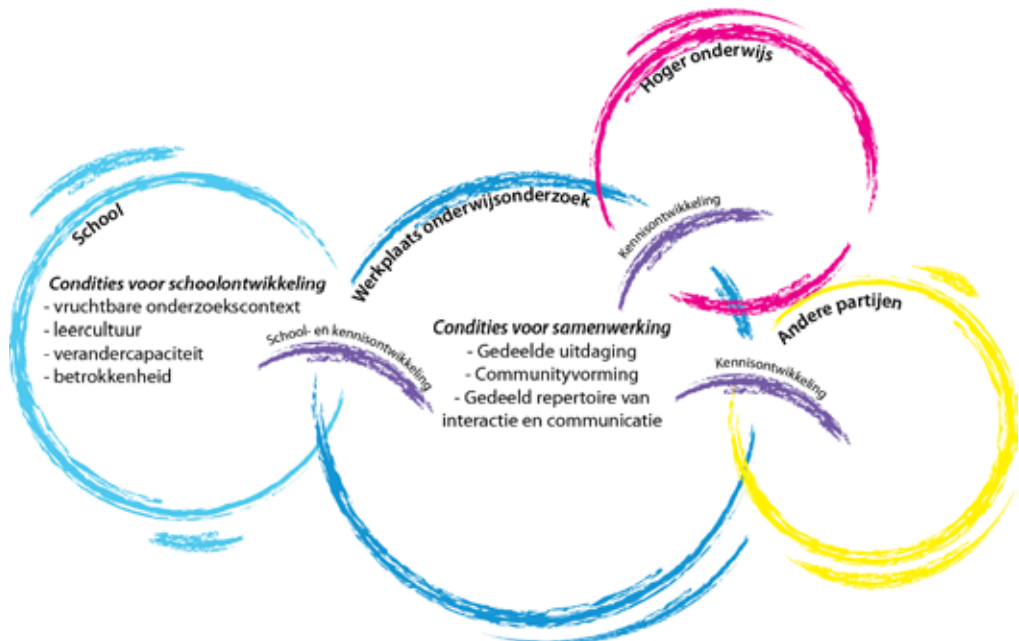 School
Condities voor schoolontwikkeling
- vruchtbare onderzoekscontext
- leercultuur
- verandercapaciteit
- betrokkenheid
School- en kennisontwikkeling
Werkplaats onderwijsonderzoek
Condities voor samenwerking
- Gedeelde uitdaging
- Communityvorming
- Gedeeld repertoire van
interactie en communicatie
Hoger onderwijs
Kennisontwikkeling
Andere partijen
Kennisontwikkeling